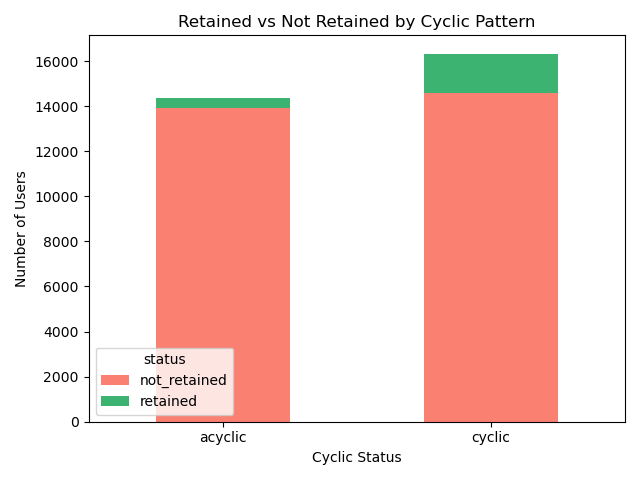 Retained vs Not Retained by Cyclic Pattern
Number of Users
16000
14000
12000
10000
8000
6000
4000
2000
0
status
not_retained
retained
acyclic
cyclic
Cyclic Status